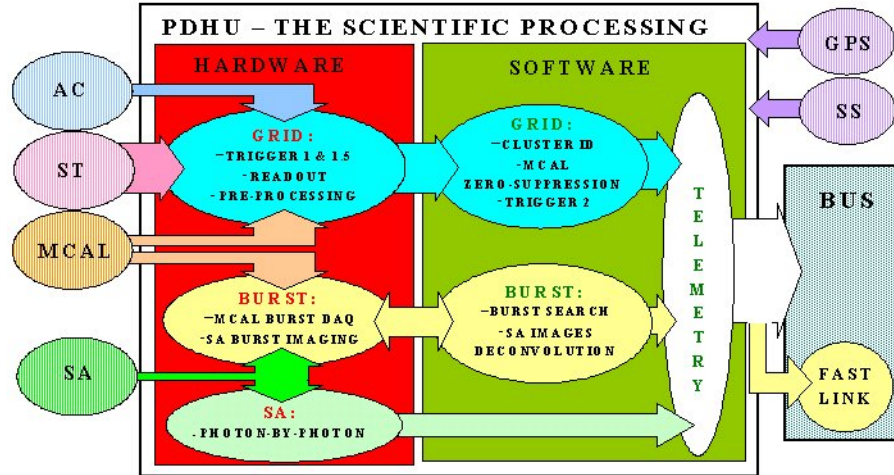 PDHU – THE SCIENTIFIC PROCESSING
HARDWARE
SOFTWARE
AC
ST
MCAL
SA
GRID:
–TRIGGER 1 & 1.5
-READOUT
-PRE-PROCESSING
BURST:
–MCAL BURST DAQ
-SA BURST IMAGING
SA:
-PHOTON-BY-PHOTON
GRID:
–CLUSTER ID
-MCAL
ZERO-SUPPRESSION
-TRIGGER 2
BURST:
–BURST SEARCH
-SA IMAGES
DECONVOLUTION
TELEMETRY
GPS
SS
BUS
FAST
LINK